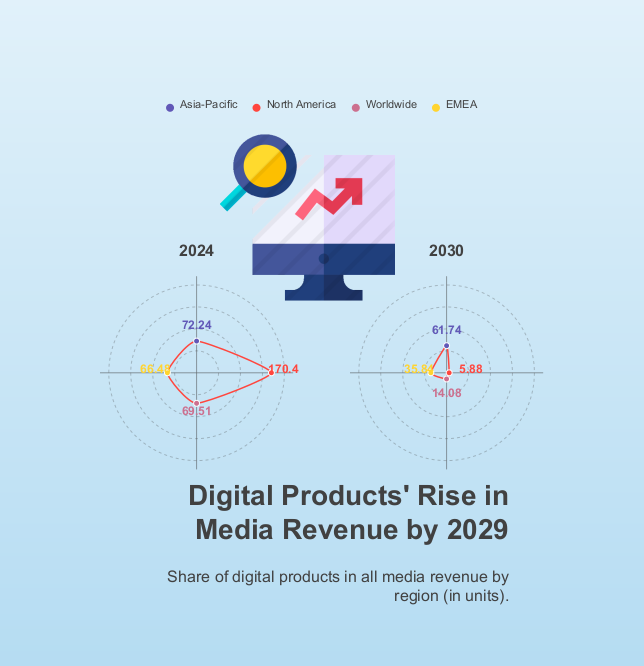 Asia-Pacific North America Worldwide EMEA
2024
2030
72.24
170.4
69.51
61.74
5.88
14.08
Digital Products' Rise in
Media Revenue by 2029
Share of digital products in all media revenue by
region (in units).